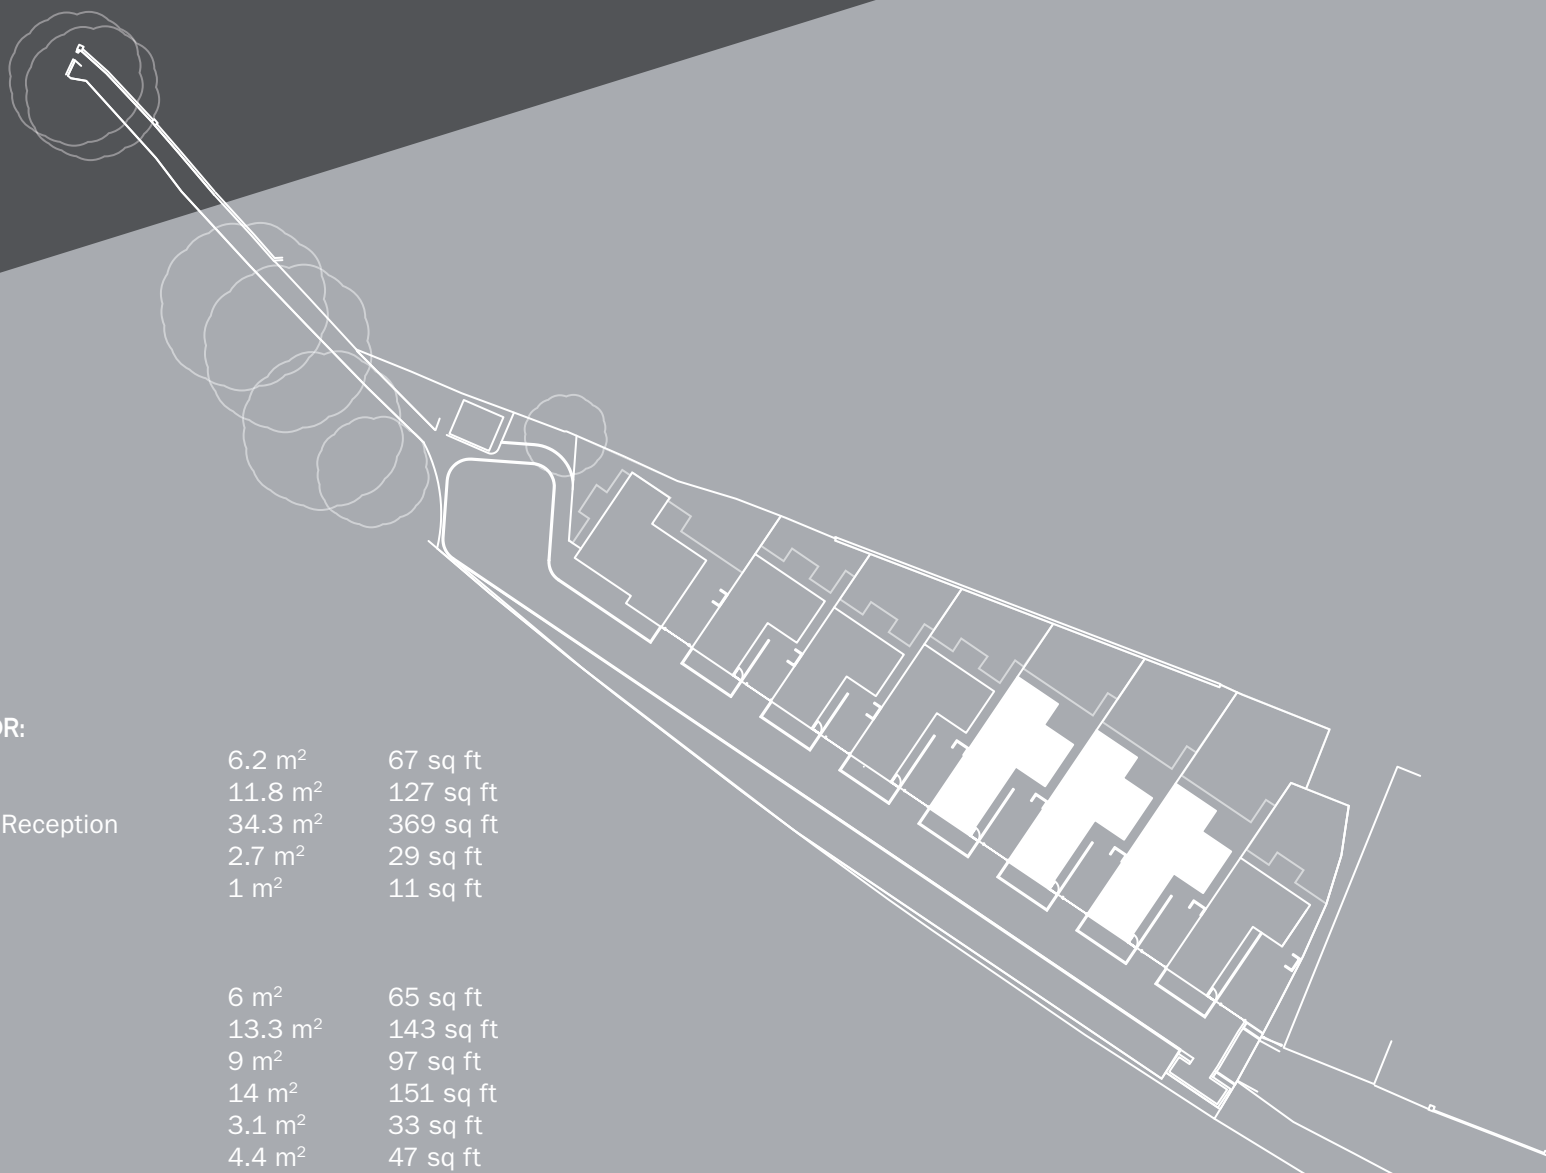 OR:
6.2 m² 67 sq ft
11.8 m² 127 sq ft
Reception 34.3 m² 369 sq ft
2.7 m² 29 sq ft
1 m² 11 sq ft
6 m² 65 sq ft
13.3 m² 143 sq ft
9 m² 97 sq ft
14 m² 151 sq ft
3.1 m² 33 sq ft
4.4 m² 47 sq ft